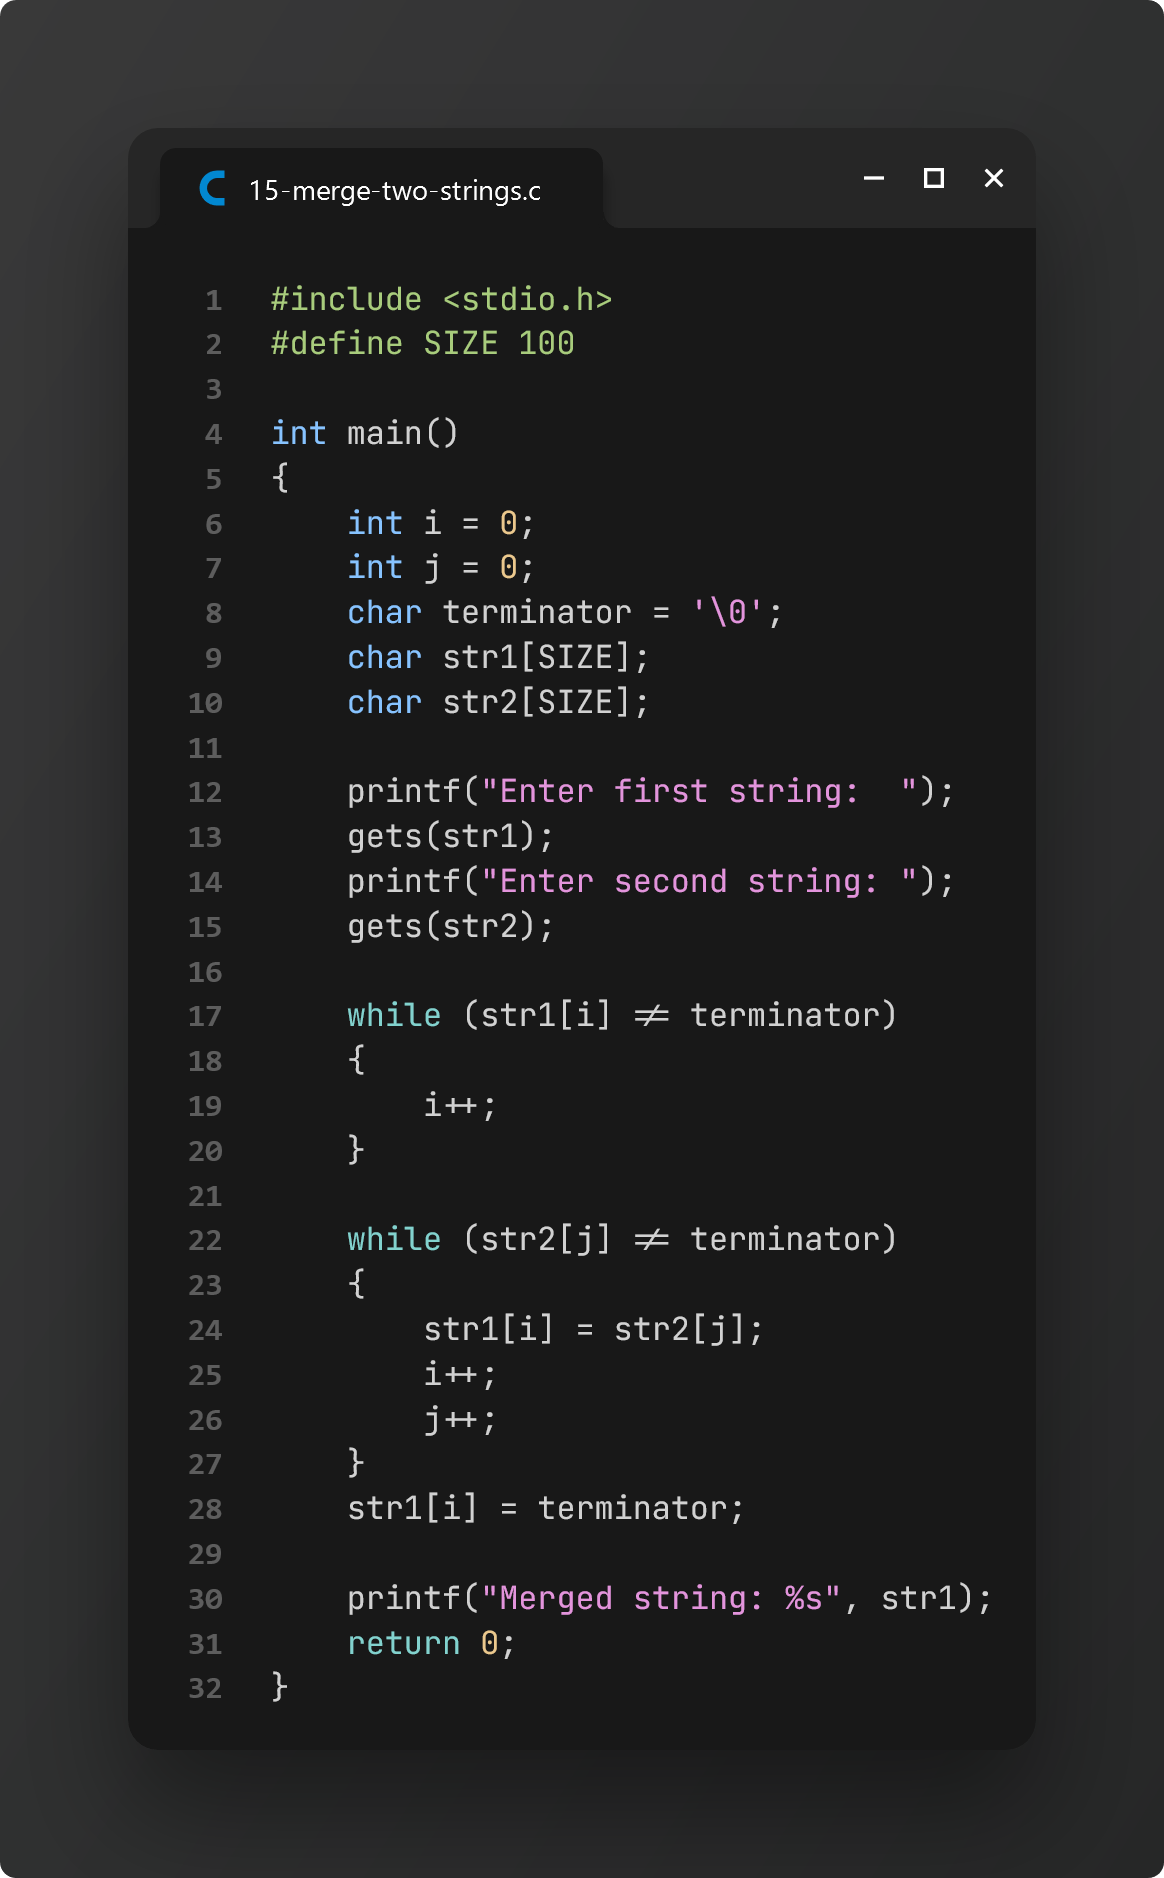 15-merge-two-strings.c
1 #include <stdio.h>
2 #define SIZE 100
3
4 int main()
5 {
6     int i = 0;
7     int j = 0;
8     char terminator = '\0';
9     char str1[SIZE];
10     char str2[SIZE];
11
12     printf("Enter first string:  ");
13     gets(str1);
14     printf("Enter second string: ");
15     gets(str2);
16
17     while (str1[i] != terminator)
18     {
19         i++;
20     }
21
22     while (str2[j] != terminator)
23     {
24         str1[i] = str2[j];
25         i++;
26         j++;
27     }
28     str1[i] = terminator;
29
30     printf("Merged string: %s", str1);
31     return 0;
32 }